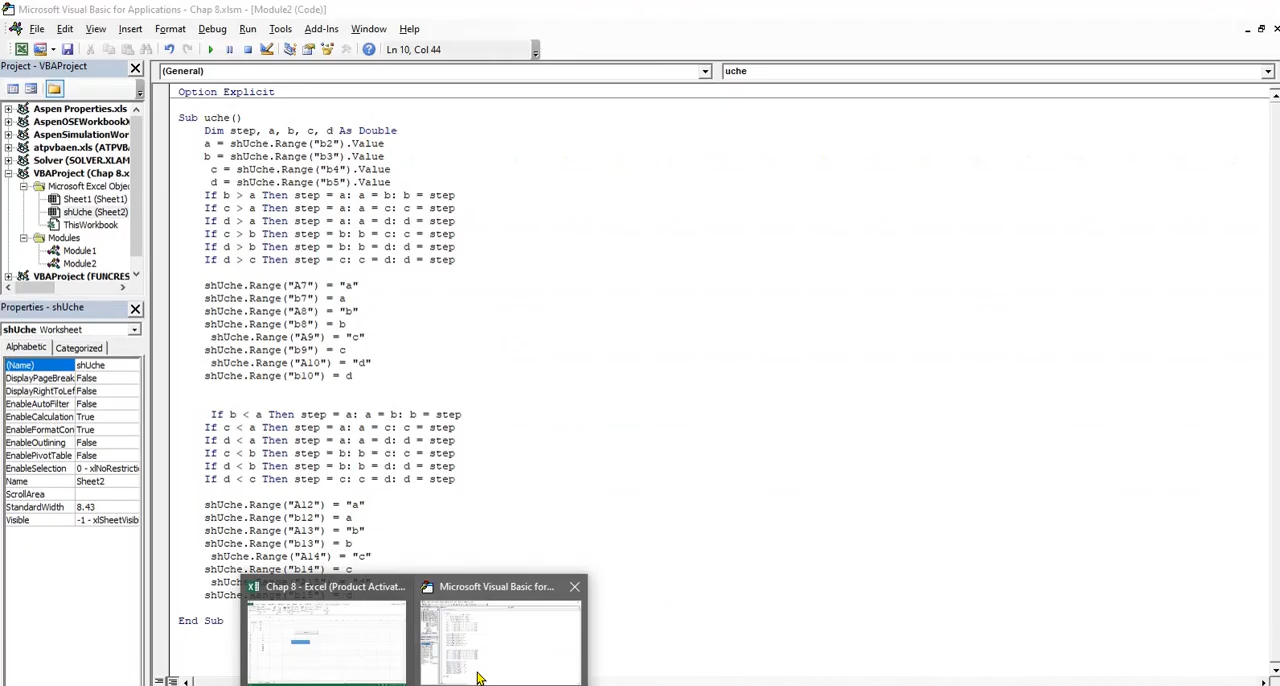 Microsoft Visual Basic for Applications - Chap 8.xlsm - [Module2 (Code)]
File Edit View Insert Format Debug Run Tools Add-Ins Window Help
Ln 10, Col 44
Project - VBAProject
(General)
uche
Aspen Properties.xls
AspenOSEWorkbook
AspenSimulationWor
atpvbaen.xls (ATPVB
Solver (SOLVER.XLAM
VBAProject (Chap 8.x
Microsoft Excel Objec
Sheet1 (Sheet1)
shUche (Sheet2)
ThisWorkbook
Modules
Module1
Module2
VBAProject (FUNCRES
Properties - shUche
shUche Worksheet
Alphabetic Categorized
(Name) shUche
DisplayPageBreak False
DisplayRightToLef False
EnableAutoFilter False
EnableCalculation True
EnableFormatCon True
EnableOutlining False
EnablePivotTable False
EnableSelection 0 - xlNoRestrictio
Name Sheet2
ScrollArea
StandardWidth 8.43
Visible -1 - xlSheetVisib
Option Explicit
Sub uche()
Dim step, a, b, c, d As Double
a = shUche.Range("b2").Value
b = shUche.Range("b3").Value
c = shUche.Range("b4").Value
d = shUche.Range("b5").Value
If b > a Then step = a: a = b: b = step
If c > a Then step = a: a = c: c = step
If d > a Then step = a: a = d: d = step
If c > b Then step = b: b = c: c = step
If d > b Then step = b: b = d: d = step
If d > c Then step = c: c = d: d = step
shUche.Range("A7") = "a"
shUche.Range("b7") = a
shUche.Range("A8") = "b"
shUche.Range("b8") = b
shUche.Range("A9") = "c"
shUche.Range("b9") = c
shUche.Range("A10") = "d"
shUche.Range("b10") = d
If b < a Then step = a: a = b: b = step
If c < a Then step = a: a = c: c = step
If d < a Then step = a: a = d: d = step
If c < b Then step = b: b = c: c = step
If d < b Then step = b: b = d: d = step
If d < c Then step = c: c = d: d = step
shUche.Range("A12") = "a"
shUche.Range("b12") = a
shUche.Range("A13") = "b"
shUche.Range("b13") = b
shUche.Range("A14") = "c"
shUche.Range("b14") = c
End Sub
Chap 8 - Excel (Product Activat...
Microsoft Visual Basic for...